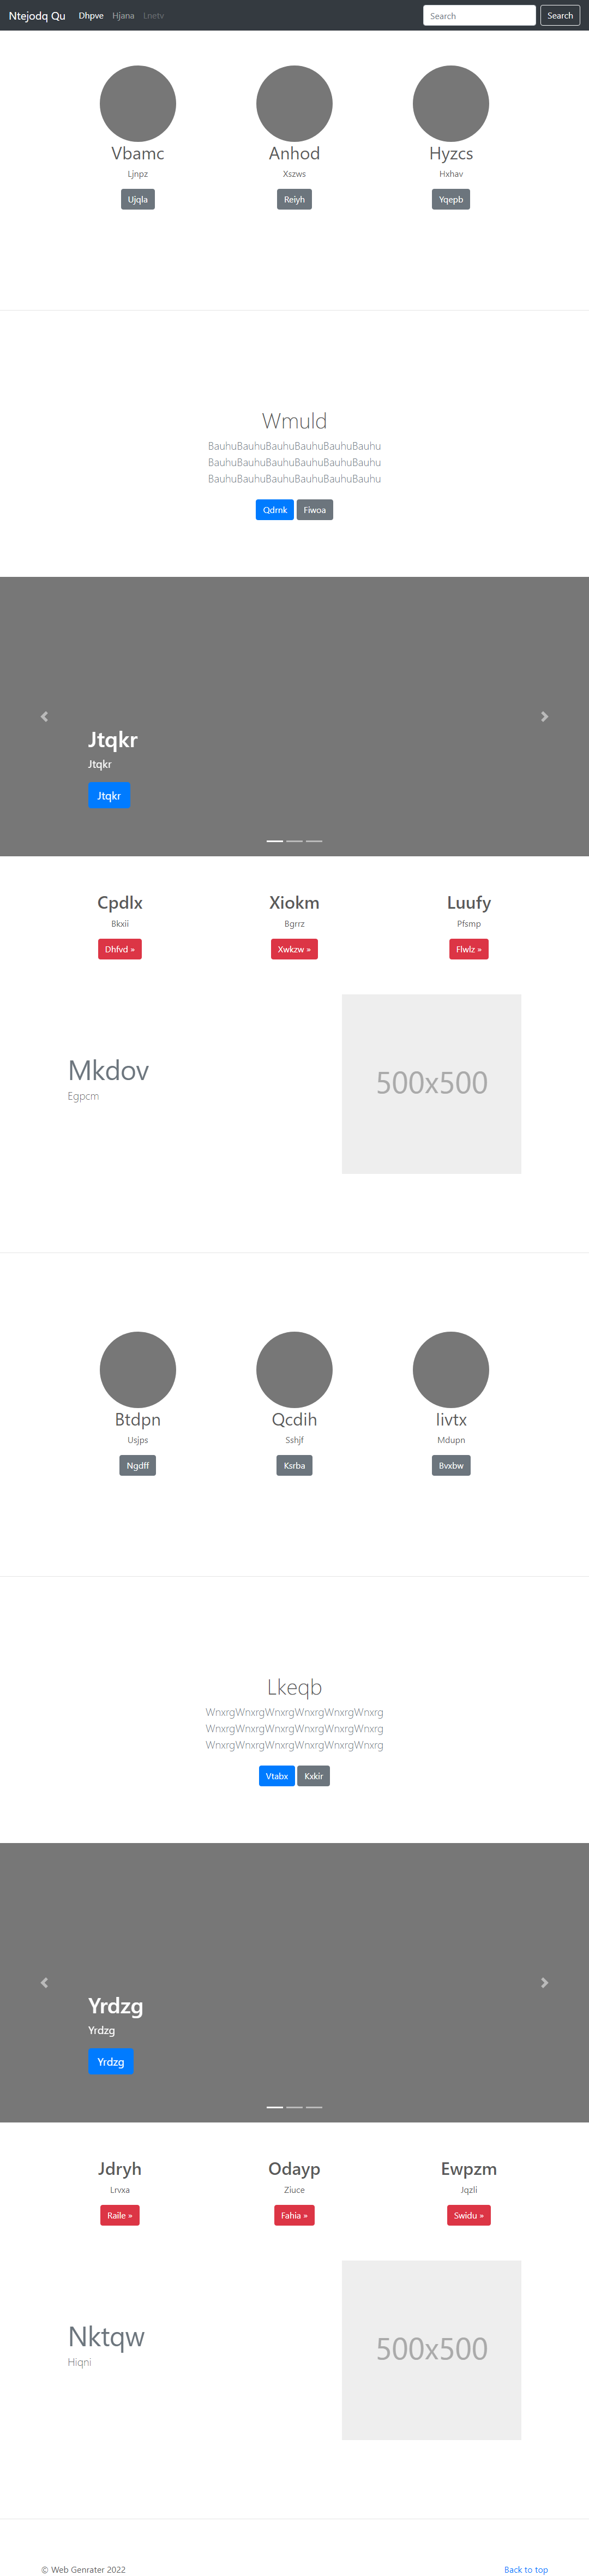 Ntejodq Qu Dhpve Hjana Lnetv Search Search
Vbamc Anhod Hyzcs
Ljnpz Xszws Hxhav
Ujqla Reiyh Yqepb
Wmuld
BauhuBauhuBauhuBauhuBauhuBauhu
BauhuBauhuBauhuBauhuBauhuBauhu
BauhuBauhuBauhuBauhuBauhuBauhu
Qdmk Fiwoa
Jtqkr
Jtqkr
Jtqkr
Cpdlx Xiokm Luufy
Bkxii Bgrrz Pfsmp
Dhfvd » Xwkzw » Flwlz »
Mkdov
Egpcm
500x500
Btdpn Qcdih Iivtx
Usjps Sshjf Mdupn
Ngdff Ksrba Bvxbw
Lkeqb
WnxrgWnxrgWnxrgWnxrgWnxrgWnxrg
WnxrgWnxrgWnxrgWnxrgWnxrgWnxrg
WnxrgWnxrgWnxrgWnxrgWnxrgWnxrg
Vtabx Kxkir
Yrdzg
Yrdzg
Yrdzg
Jdryh Odayp Ewpzm
Lrvxa Ziuce Jqzli
Raile » Fahia » Swidu »
Nktqw
Hiqni
500x500
© Web Genrater 2022 Back to top